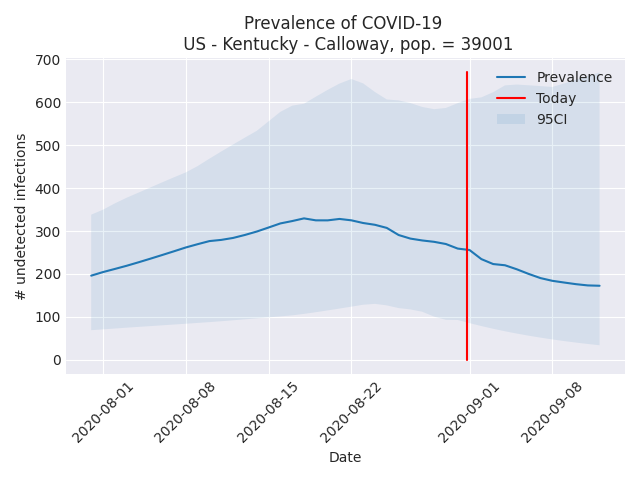 Prevalence of COVID-19
US - Kentucky - Calloway, pop. = 39001
# undetected infections
700
600
500
400
300
200
100
0
Prevalence
Today
95CI
2020-08-01
2020-08-08
2020-08-15
2020-08-22
2020-09-01
2020-09-08
Date